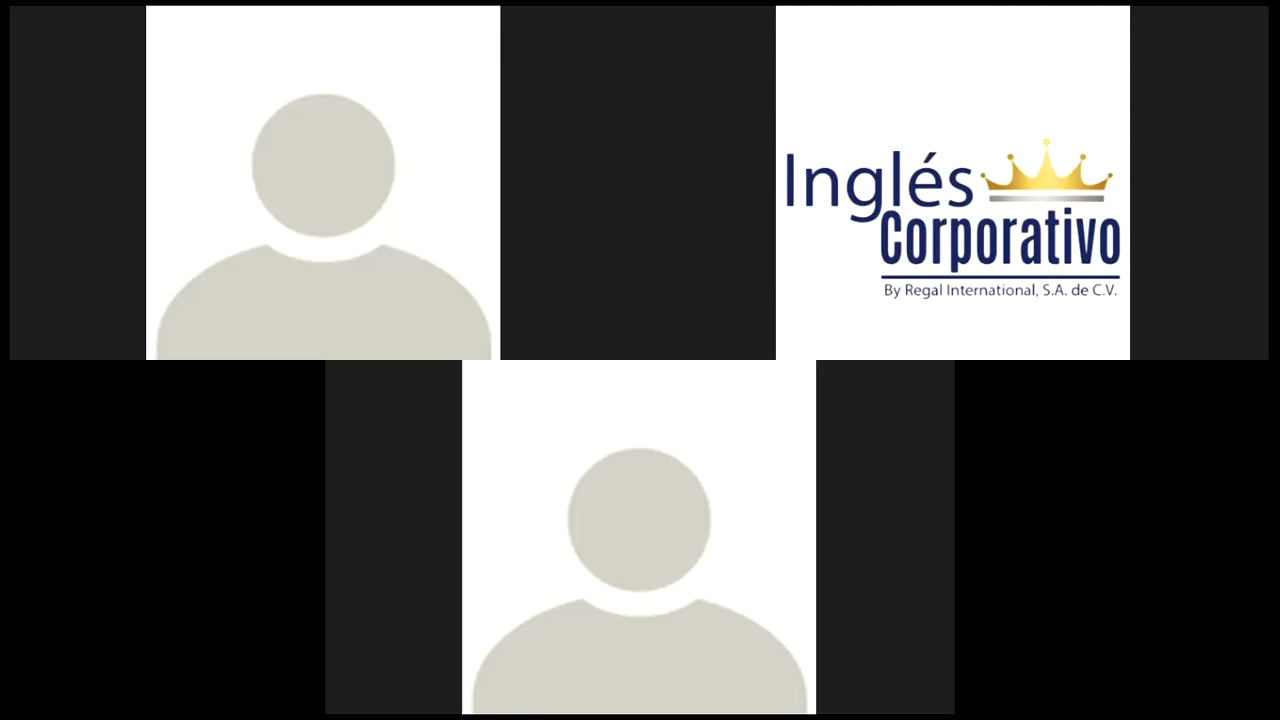 Inglés
Corporativo
By Regal International, S.A. de C.V.